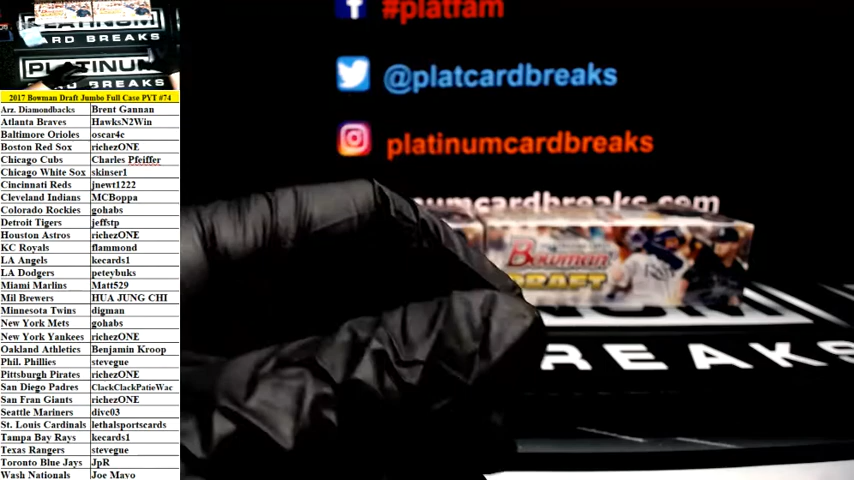 PLATINUM
CARD BREAKS
PLATINUM
CARD BREAKS
2017 Bowman Draft Jumbo Full Case PYT #74
Arz. Diamondbacks Brent Gannan
Atlanta Braves HawksN2Win
Baltimore Orioles oscar4c
Boston Red Sox richezONE
Chicago Cubs Charles Pfeiffer
Chicago White Sox skinser1
Cincinnati Reds jnewt1222
Cleveland Indians MCBoppa
Colorado Rockies gohabs
Detroit Tigers jeffstp
Houston Astros richezONE
KC Royals flammond
LA Angels kecards1
LA Dodgers peteybuks
Miami Marlins Matt529
Mil Brewers HUA JUNG CHI
Minnesota Twins digman
New York Mets gohabs
New York Yankees richezONE
Oakland Athletics Benjamin Kroop
Phil. Phillies stevegue
Pittsburgh Pirates richezONE
San Diego Padres ClackClackPatieWac
San Fran Giants richezONE
Seattle Mariners divc03
St. Louis Cardinals lethalsportscards
Tampa Bay Rays kecards1
Texas Rangers stevegue
Toronto Blue Jays JpR
Wash Nationals Joe Mayo
#platfam
@platcardbreaks
platinumcardbreaks
numcardbreaks.com
Bowman
DRAFT
BREAKS